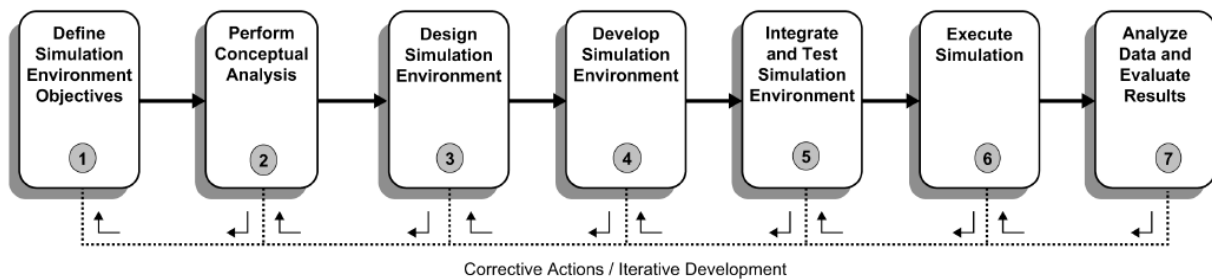 Define
Simulation
Environment
Objectives
1
Perform
Conceptual
Analysis
2
Design
Simulation
Environment
3
Develop
Simulation
Environment
4
Integrate
and Test
Simulation
Environment
5
Execute
Simulation
6
Analyze
Data and
Evaluate
Results
7
Corrective Actions / Iterative Development